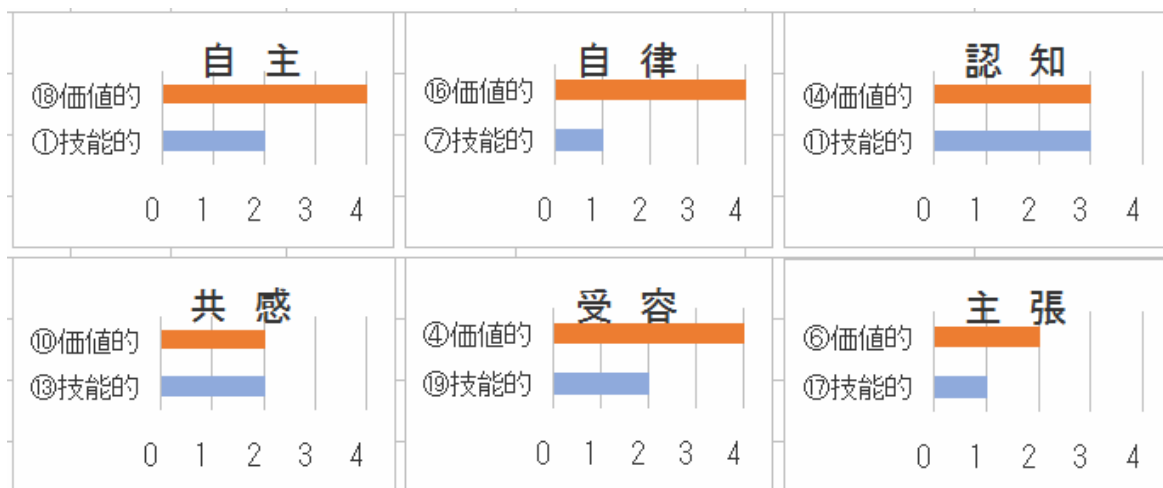 自 主
⑱価値的
①技能的
0 1 2 3 4
自 律
⑯価値的
⑦技能的
0 1 2 3 4
認 知
⑭価値的
⑪技能的
0 1 2 3 4
共 感
⑩価値的
⑬技能的
0 1 2 3 4
受 容
④価値的
⑲技能的
0 1 2 3 4
主 張
⑥価値的
⑰技能的
0 1 2 3 4